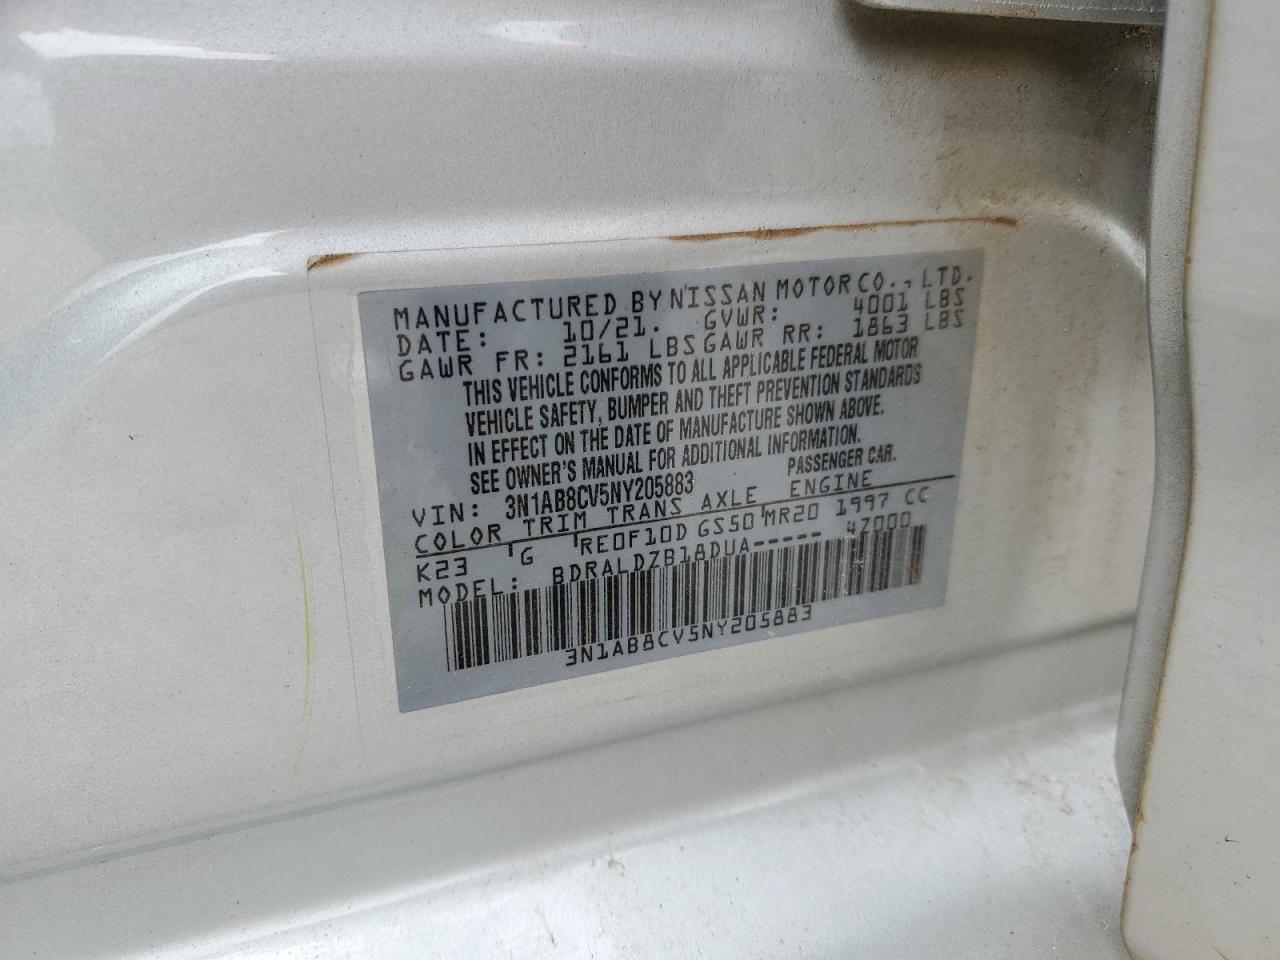 MANUFACTURED BY NISSAN MOTOR CO., LTD.
DATE: 10/21. GVWR: 4001 LBS
GAWR FR: 2161 LBS GAWR RR: 1863 LBS
THIS VEHICLE CONFORMS TO ALL APPLICABLE FEDERAL MOTOR
VEHICLE SAFETY, BUMPER AND THEFT PREVENTION STANDARDS
IN EFFECT ON THE DATE OF MANUFACTURE SHOWN ABOVE.
SEE OWNER'S MANUAL FOR ADDITIONAL INFORMATION.
VIN: 3N1AB8CV5NY205883 PASSENGER CAR.
COLOR TRIM TRANS AXLE ENGINE
K23 G RE0F10D GS50 MR20 1997 CC
MODEL: BDRALDZB18DUA----- 4Z000
3N1AB8CV5NY205883